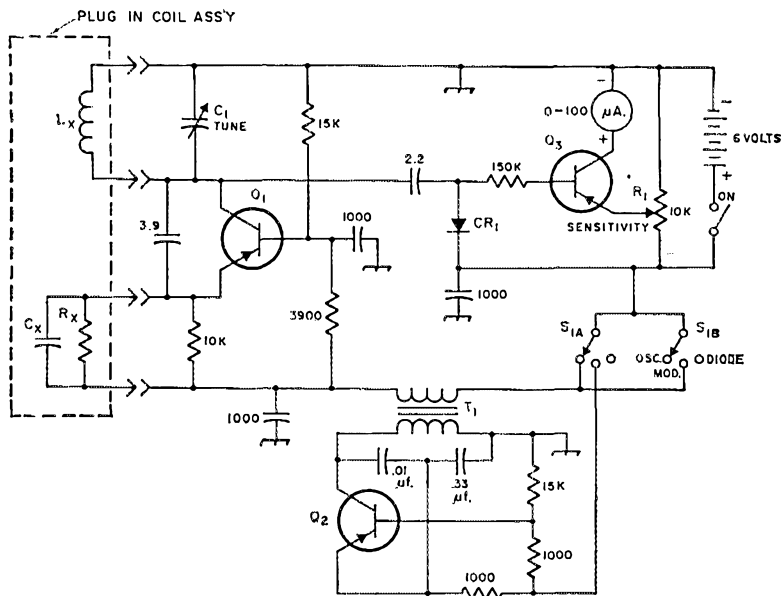 PLUG IN COIL ASS'Y
Lx
C1
TUNE
15K
0-100
μA.
-
+
Q3
6 VOLTS
-
+
ON
2.2
150K
R1
10K
SENSITIVITY
Q1
3.9
1000
CR1
1000
3900
Cx
Rx
10K
S1A
S1B
OSC.
MOD.
DIODE
1000
T1
.01
μf.
.33
μf.
15K
Q2
1000
1000